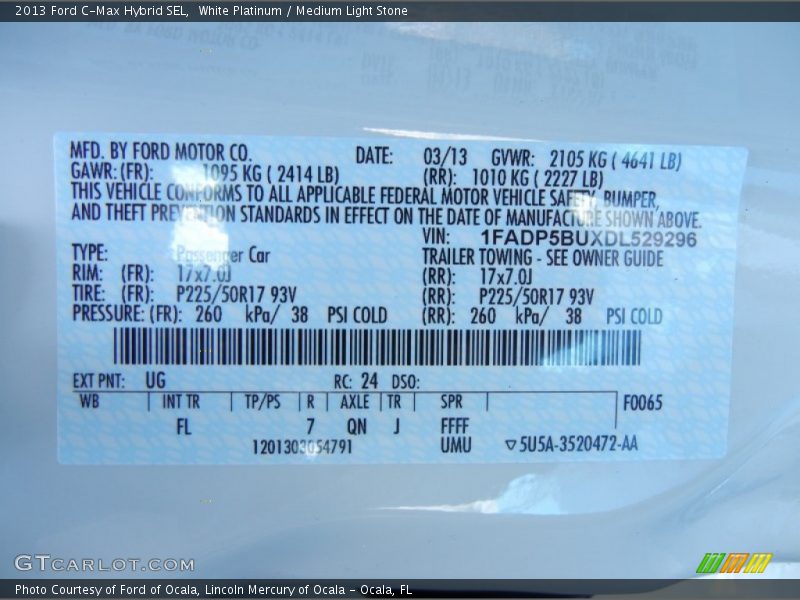 2013 Ford C-Max Hybrid SEL, White Platinum / Medium Light Stone
MFD. BY FORD MOTOR CO. DATE: 03/13 GVWR: 2105 KG ( 4641 LB)
GAWR: (FR): 1095 KG ( 2414 LB) (RR): 1010 KG ( 2227 LB)
THIS VEHICLE CONFORMS TO ALL APPLICABLE FEDERAL MOTOR VEHICLE SAFETY, BUMPER,
AND THEFT PREVENTION STANDARDS IN EFFECT ON THE DATE OF MANUFACTURE SHOWN ABOVE.
VIN: 1FADP5BUXDL529296
TYPE: Passenger Car TRAILER TOWING - SEE OWNER GUIDE
RIM: (FR): 17x7.0J (RR): 17x7.0J
TIRE: (FR): P225/50R17 93V (RR): P225/50R17 93V
PRESSURE: (FR): 260 kPa/ 38 PSI COLD (RR): 260 kPa/ 38 PSI COLD
EXT PNT: UG RC: 24 DSO:
WB INT TR TP/PS R AXLE TR SPR F0065
FL 7 QN J FFFF
1201303054791 UMU ▽5U5A-3520472-AA
GTCARLOT.COM
Photo Courtesy of Ford of Ocala, Lincoln Mercury of Ocala - Ocala, FL